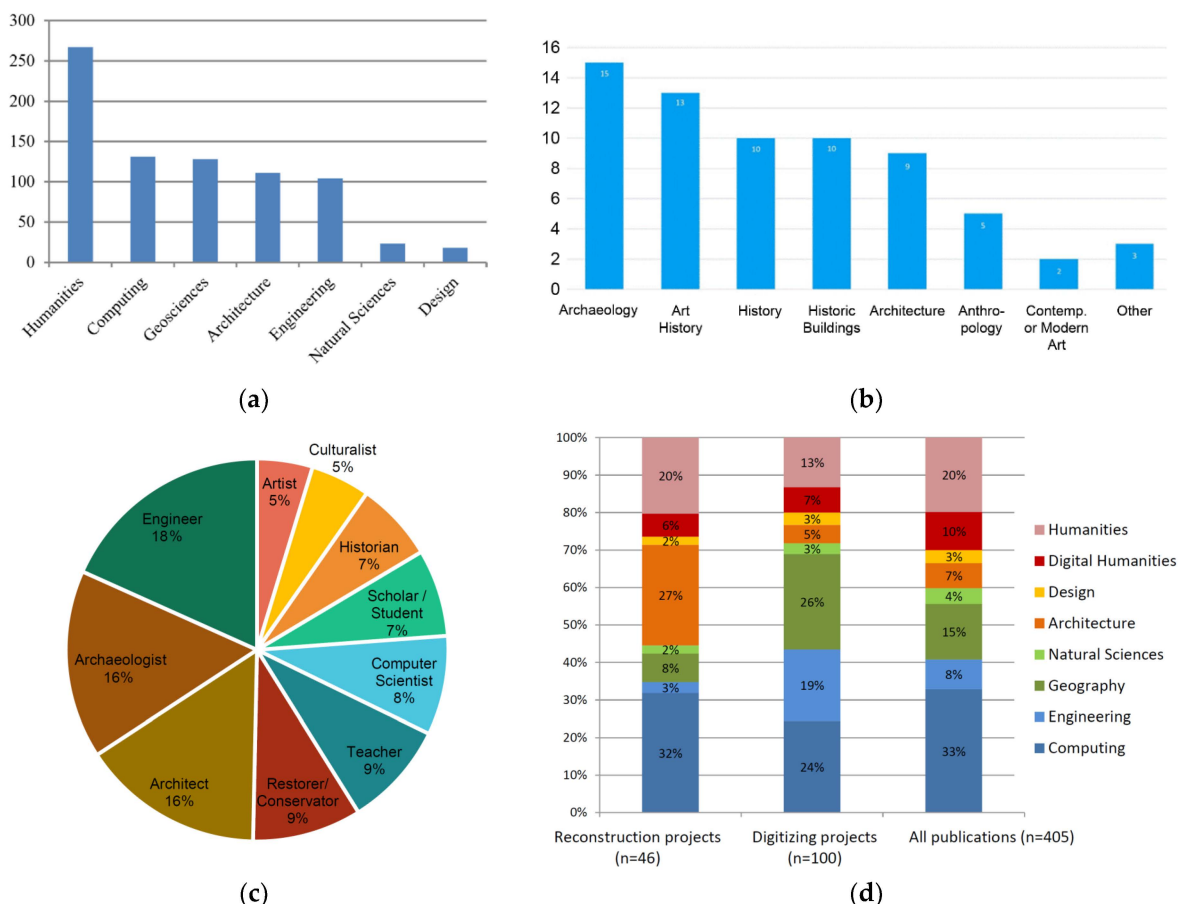 300
250
200
150
100
50
0
Humanities
Computing
Geosciences
Architecture
Engineering
Natural Sciences
Design
(a)
16
14
12
10
8
6
4
2
0
15
13
10
10
9
5
2
3
Archaeology
Art
History
History
Historic
Buildings
Architecture
Anthro-
pology
Contemp.
or Modern
Art
Other
(b)
Culturalist
5%
Artist
5%
Historian
7%
Scholar /
Student
7%
Computer
Scientist
8%
Teacher
9%
Restorer/
Conservator
9%
Architect
16%
Archaeologist
16%
Engineer
18%
(c)
100%
90%
80%
70%
60%
50%
40%
30%
20%
10%
0%
20%
6%
2%
27%
2%
8%
3%
32%
13%
7%
3%
5%
3%
26%
19%
24%
20%
10%
3%
7%
4%
15%
8%
33%
Reconstruction projects
(n=46)
Digitizing projects
(n=100)
All publications (n=405)
Humanities
Digital Humanities
Design
Architecture
Natural Sciences
Geography
Engineering
Computing
(d)